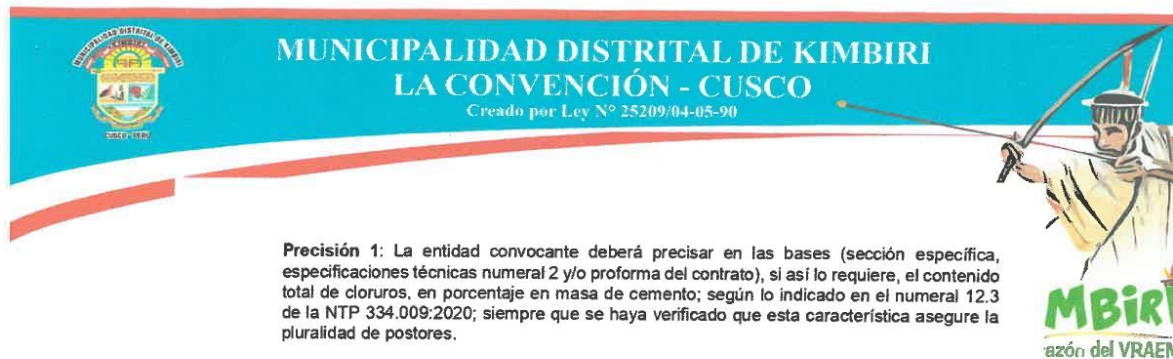 MUNICIPALIDAD DISTRITAL DE KIMBIRI
LA CONVENCIÓN - CUSCO
Creado por Ley N° 25209/04-05-90
CUSCO - PERÚ
Precisión 1: La entidad convocante deberá precisar en las bases (sección específica,
especificaciones técnicas numeral 2 y/o proforma del contrato), si así lo requiere, el contenido
total de cloruros, en porcentaje en masa de cemento; según lo indicado en el numeral 12.3
de la NTP 334.009:2020; siempre que se haya verificado que esta característica asegure la
pluralidad de postores.
MBiRI
azón del VRAEM